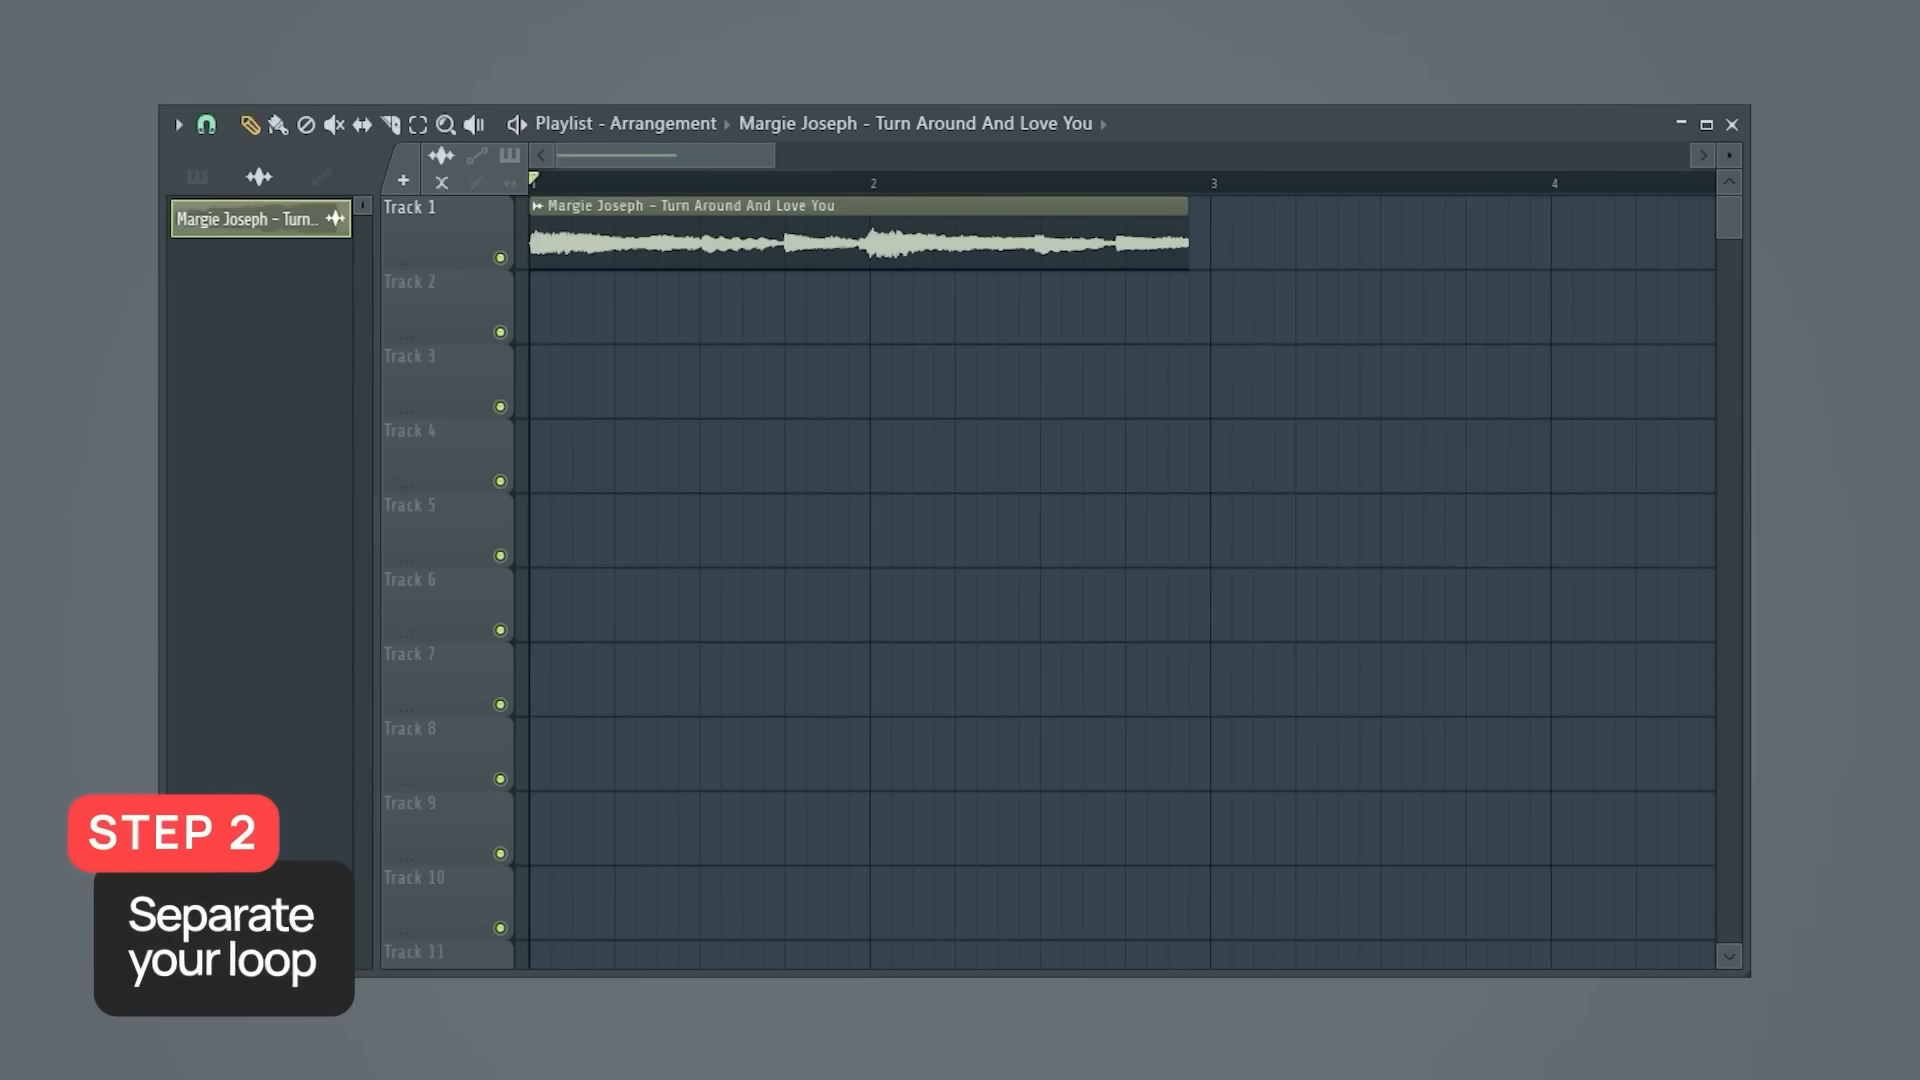 Playlist - Arrangement › Margie Joseph - Turn Around And Love You ›
1 2 3 4
Margie Joseph - Turn..
Track 1
Margie Joseph - Turn Around And Love You
Track 2
Track 3
Track 4
Track 5
Track 6
Track 7
Track 8
Track 9
Track 10
Track 11
STEP 2
Separate
your loop